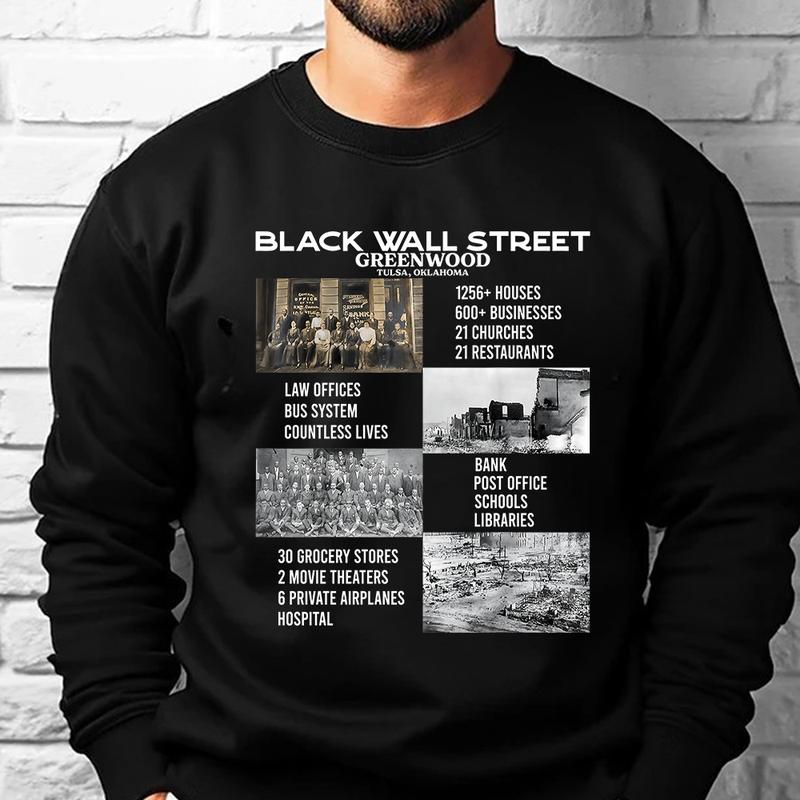 BLACK WALL STREET
GREENWOOD
TULSA, OKLAHOMA
1256+ HOUSES
600+ BUSINESSES
21 CHURCHES
21 RESTAURANTS
LAW OFFICES
BUS SYSTEM
COUNTLESS LIVES
BANK
POST OFFICE
SCHOOLS
LIBRARIES
30 GROCERY STORES
2 MOVIE THEATERS
6 PRIVATE AIRPLANES
HOSPITAL